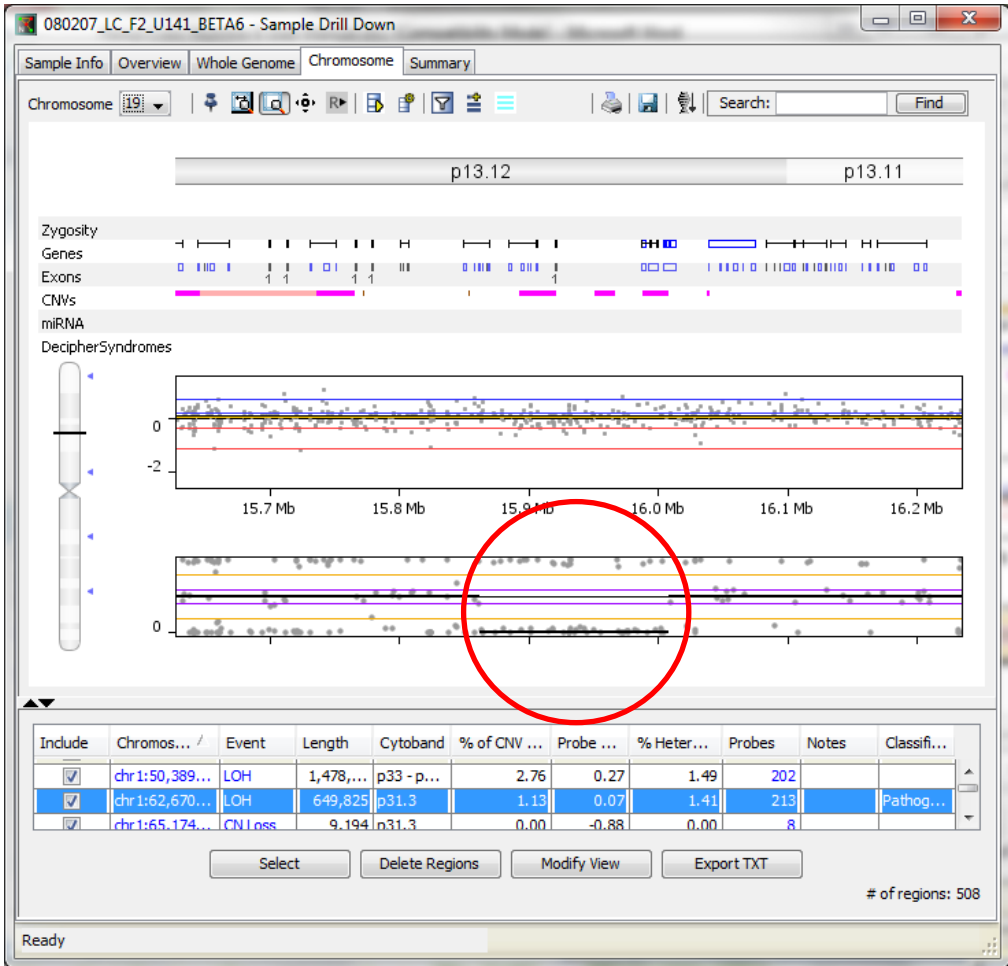 080207_LC_F2_U141_BETA6 - Sample Drill Down
Sample Info Overview Whole Genome Chromosome Summary
Chromosome 19 R Search: Find
p13.12 p13.11
Zygosity
Genes
Exons
1 1 1 1 1
CNVs
miRNA
DecipherSyndromes
0
-2
15.7 Mb 15.8 Mb 15.9 Mb 16.0 Mb 16.1 Mb 16.2 Mb
0
Include Chromos... Event Length Cytoband % of CNV ... Probe ... % Heter... Probes Notes Classifi...
chr1:50,389... LOH 1,478,... p33 - p... 2.76 0.27 1.49 202
chr1:62,670... LOH 649,825 p31.3 1.13 0.07 1.41 213 Pathog...
chr1:65,174... CN Loss 9,194 p31.3 0.00 -0.88 0.00 8
Select Delete Regions Modify View Export TXT
# of regions: 508
Ready